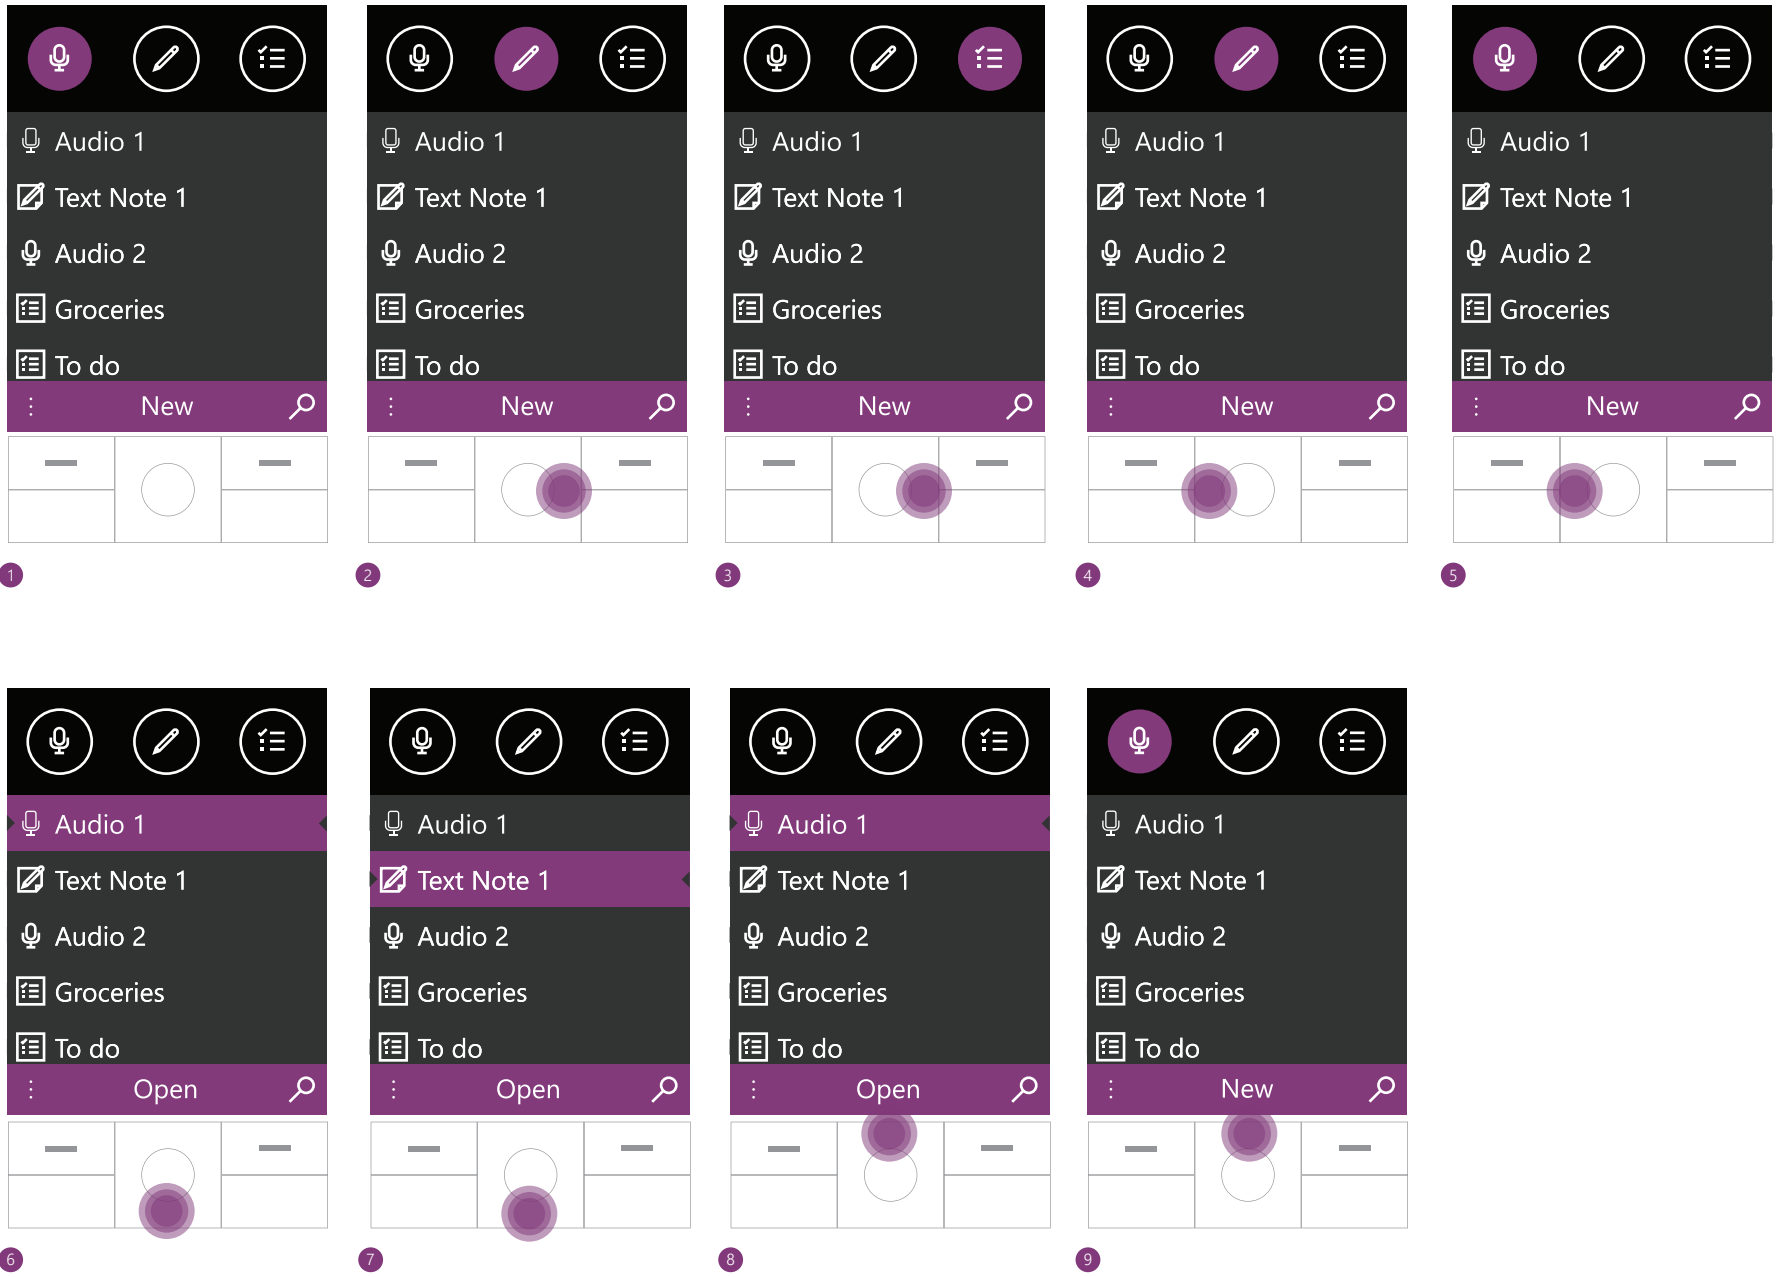 Audio 1
Text Note 1
Audio 2
Groceries
To do
New
1
Audio 1
Text Note 1
Audio 2
Groceries
To do
New
2
Audio 1
Text Note 1
Audio 2
Groceries
To do
New
3
Audio 1
Text Note 1
Audio 2
Groceries
To do
New
4
Audio 1
Text Note 1
Audio 2
Groceries
To do
New
5
Audio 1
Text Note 1
Audio 2
Groceries
To do
Open
6
Audio 1
Text Note 1
Audio 2
Groceries
To do
Open
7
Audio 1
Text Note 1
Audio 2
Groceries
To do
Open
8
Audio 1
Text Note 1
Audio 2
Groceries
To do
New
9